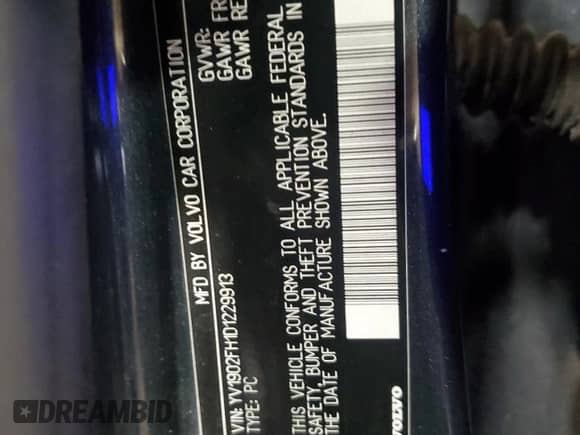 MFD BY VOLVO CAR CORPORATION
GVWR:
GAWR FR
GAWR RE
VIN: YV1902FH1D1229913
TYPE: PC
THIS VEHICLE CONFORMS TO ALL APPLICABLE FEDERAL
SAFETY, BUMPER AND THEFT PREVENTION STANDARDS IN
THE DATE OF MANUFACTURE SHOWN ABOVE.
VOLVO
DREAMBID